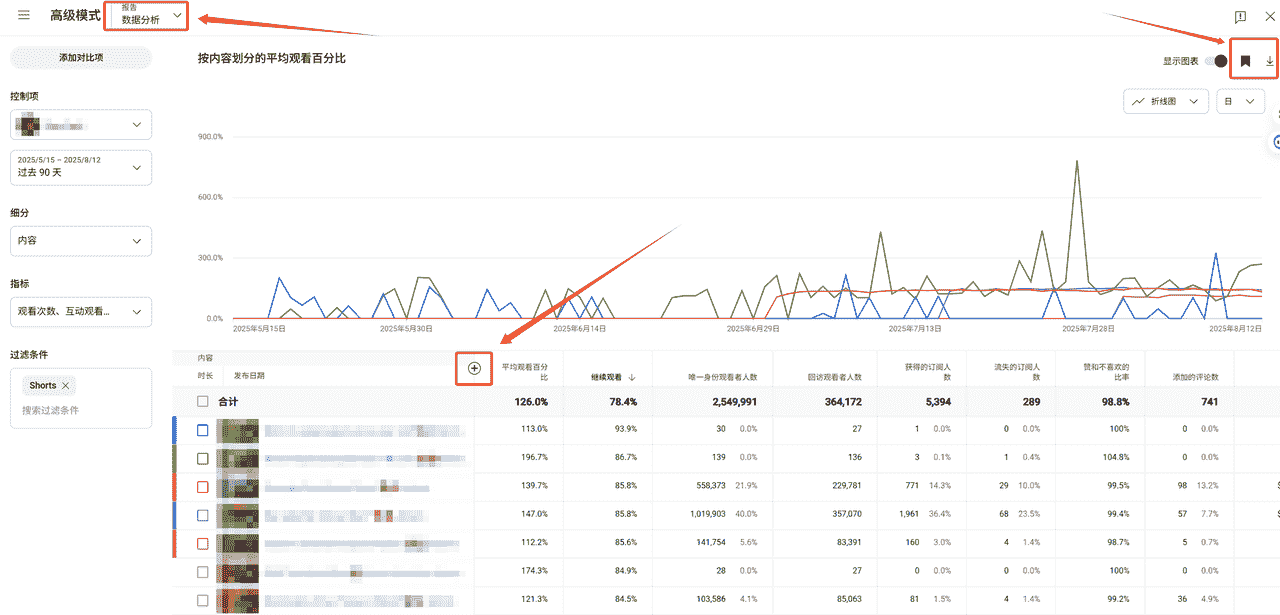 高级模式
报告
数据分析
添加对比项
控制项
2025/5/15 – 2025/8/12
过去 90 天
细分
内容
指标
观看次数、互动观看...
过滤条件
Shorts
搜索过滤条件
按内容划分的平均观看百分比
显示图表
折线图
日
900.0%
600.0%
300.0%
0.0%
2025年5月15日 2025年5月30日 2025年6月14日 2025年6月29日 2025年7月13日 2025年7月28日 2025年8月12日
内容
时长 发布日期
平均观看百分比 继续观看 唯一身份观看者人数 回访观看者人数 获得的订阅人数 流失的订阅人数 赞和不喜欢的比率 添加的评论数
合计 126.0% 78.4% 2,549,991 364,172 5,394 289 98.8% 741
113.0% 93.9% 30 0.0% 27 1 0.0% 0 0.0% 100% 0 0.0%
196.7% 86.7% 139 0.0% 136 3 0.1% 1 0.4% 104.8% 0 0.0%
139.7% 85.8% 558,373 21.9% 229,781 771 14.3% 29 10.0% 99.5% 98 13.2%
147.0% 85.8% 1,019,903 40.0% 357,070 1,961 36.4% 68 23.5% 99.4% 57 7.7%
112.2% 85.6% 141,754 5.6% 83,391 160 3.0% 4 1.4% 98.7% 5 0.7%
174.3% 84.9% 28 0.0% 27 0 0.0% 0 0.0% 100% 0 0.0%
121.3% 84.5% 103,586 4.1% 85,063 81 1.5% 4 1.4% 99.2% 36 4.9%